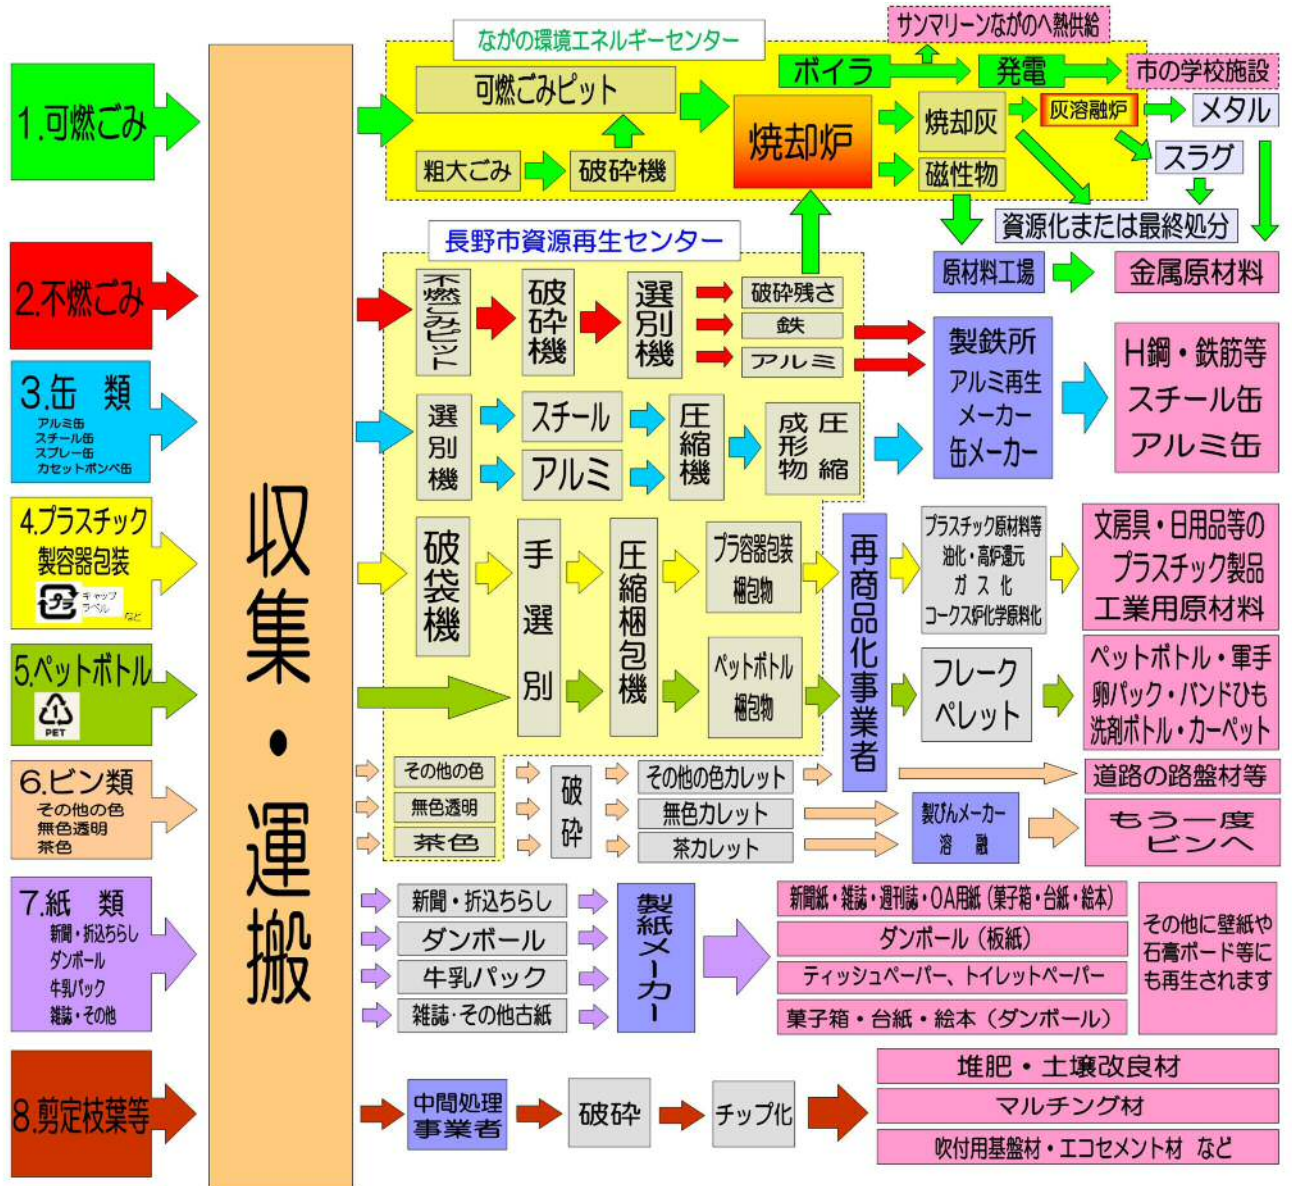 サンマリーンながのへ熱供給
ながの環境エネルギーセンター
1.可燃ごみ
可燃ごみピット
ボイラ
発電
市の学校施設
粗大ごみ
破砕機
焼却炉
焼却灰
灰溶融炉
メタル
磁性物
スラグ
資源化または最終処分
原材料工場
金属原材料
収集・運搬
2.不燃ごみ
長野市資源再生センター
不燃ごみピット
破砕機
選別機
破砕残さ
鉄
アルミ
製鉄所
アルミ再生
メーカー
缶メーカー
H鋼・鉄筋等
スチール缶
アルミ缶
3.缶 類
アルミ缶
スチール缶
スプレー缶
カセットボンベ缶
選別機
スチール
アルミ
圧縮機
圧縮
成形物
4.プラスチック
製容器包装
プラ
キャップ
ラベル
など
破袋機
手選別
圧縮梱包機
プラ容器包装
梱包物
再商品化事業者
プラスチック原材料等
油化・高炉還元
ガス化
コークス炉化学原料化
文房具・日用品等の
プラスチック製品
工業用原材料
5.ペットボトル
1
PET
ペットボトル
梱包物
フレーク
ペレット
ペットボトル・軍手
卵パック・バンドひも
洗剤ボトル・カーペット
6.ビン類
その他の色
無色透明
茶色
その他の色
無色透明
茶色
破砕
その他の色カレット
無色カレット
茶カレット
製びんメーカー
溶 融
道路の路盤材等
もう一度
ビンへ
7.紙 類
新聞・折込ちらし
ダンボール
牛乳パック
雑誌・その他
新聞・折込ちらし
ダンボール
牛乳パック
雑誌・その他古紙
製紙メーカー
新聞紙・雑誌・週刊誌・OA用紙（菓子箱・台紙・絵本）
ダンボール（板紙）
ティッシュペーパー、トイレットペーパー
菓子箱・台紙・絵本（ダンボール）
その他に壁紙や
石膏ボード等に
も再生されます
8.剪定枝葉等
中間処理
事業者
破砕
チップ化
堆肥・土壌改良材
マルチング材
吹付用基盤材・エコセメント材 など